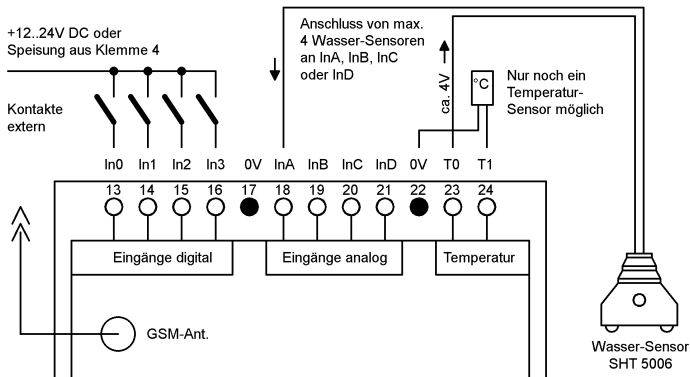 +12..24V DC oder
Speisung aus Klemme 4
Anschluss von max.
4 Wasser-Sensoren
an InA, InB, InC
oder InD
ca. 4V
°C
Nur noch ein
Temperatur-
Sensor möglich
Kontakte
extern
In0 In1 In2 In3 0V InA InB InC InD 0V T0 T1
13 14 15 16 17 18 19 20 21 22 23 24
Eingänge digital
Eingänge analog
Temperatur
GSM-Ant.
Wasser-Sensor
SHT 5006